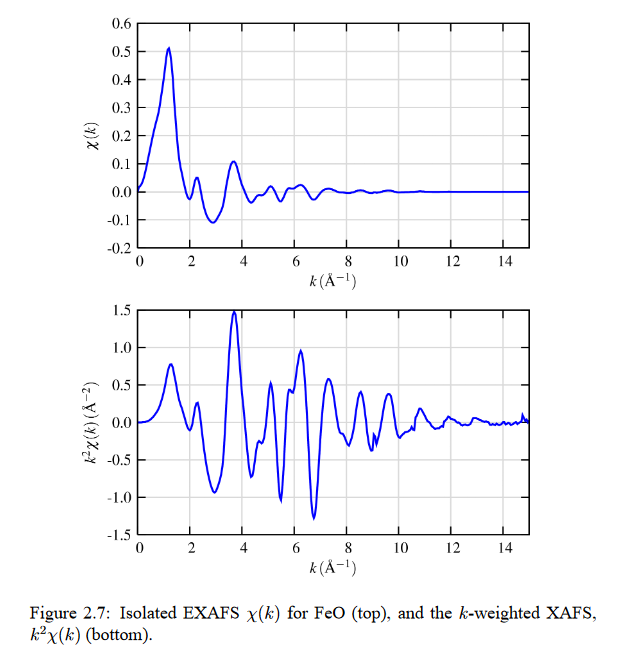 0.6
0.5
0.4
0.3
0.2
0.1
0.0
-0.1
-0.2
χ(k)
0 2 4 6 8 10 12 14
k(Å⁻¹)
1.5
1.0
0.5
0.0
-0.5
-1.0
-1.5
k²χ(k)(Å⁻²)
0 2 4 6 8 10 12 14
k(Å⁻¹)
Figure 2.7: Isolated EXAFS χ(k) for FeO (top), and the k-weighted XAFS,
k²χ(k) (bottom).